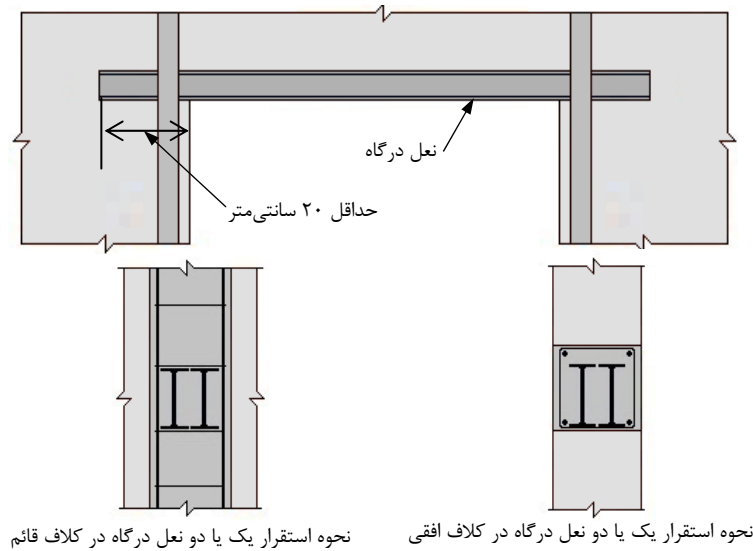 نعل درگاه
حداقل ۲۰ سانتی‌متر
نحوه استقرار یک یا دو نعل درگاه در کلاف افقی
نحوه استقرار یک یا دو نعل درگاه در کلاف قائم